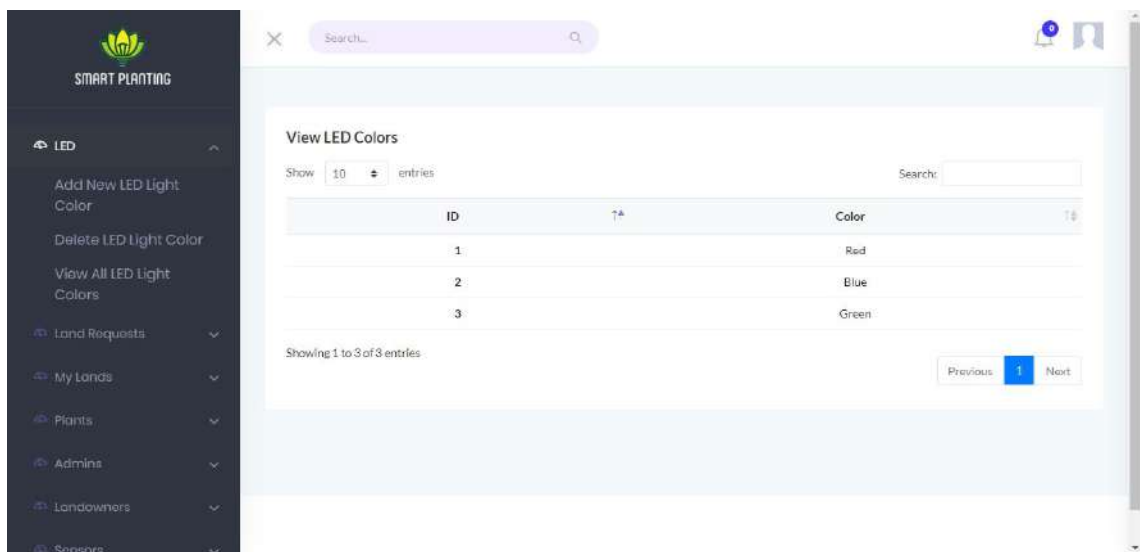 SMART PLANTING
LED
Add New LED Light
Color
Delete LED Light Color
View All LED Light
Colors
Land Requests
My Lands
Plants
Admins
Landowners
Sensors
Search...
0
View LED Colors
Show 10 entries
Search:
ID Color
1 Red
2 Blue
3 Green
Showing 1 to 3 of 3 entries
Previous 1 Next